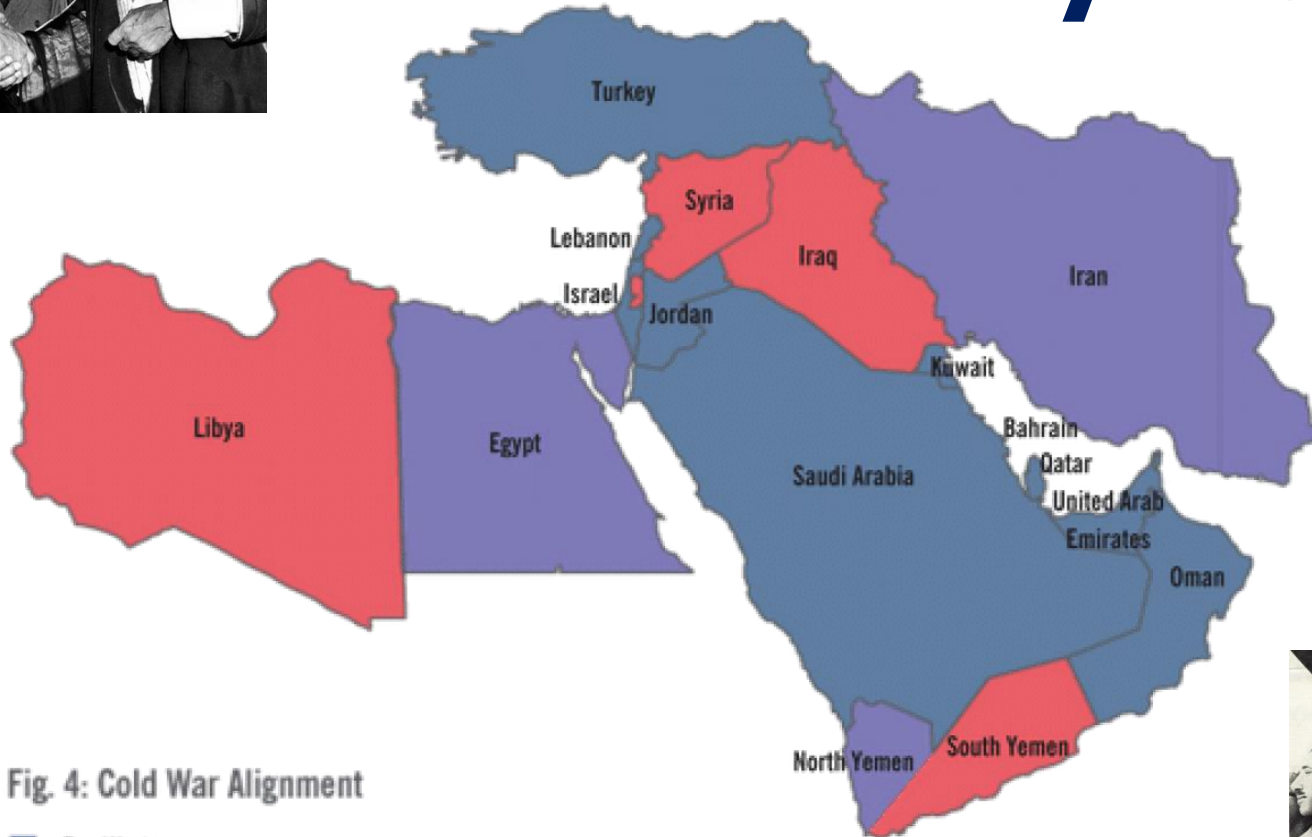 Turkey
Syria
Lebanon
Iraq
Iran
Israel
Jordan
Kuwait
Libya
Bahrain
Egypt
Qatar
Saudi Arabia
United Arab
Emirates
Oman
South Yemen
North Yemen
Fig. 4: Cold War Alignment